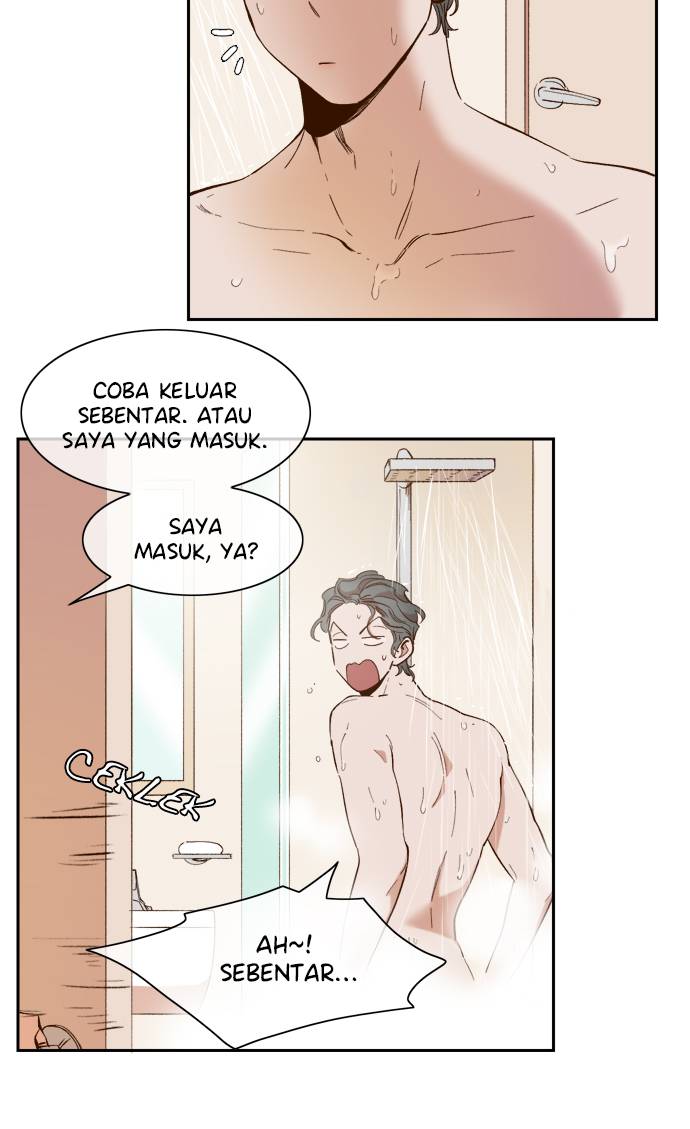 COBA KELUAR
SEBENTAR. ATAU
SAYA YANG MASUK.
SAYA
MASUK, YA?
CEKLEK
AH~!
SEBENTAR...